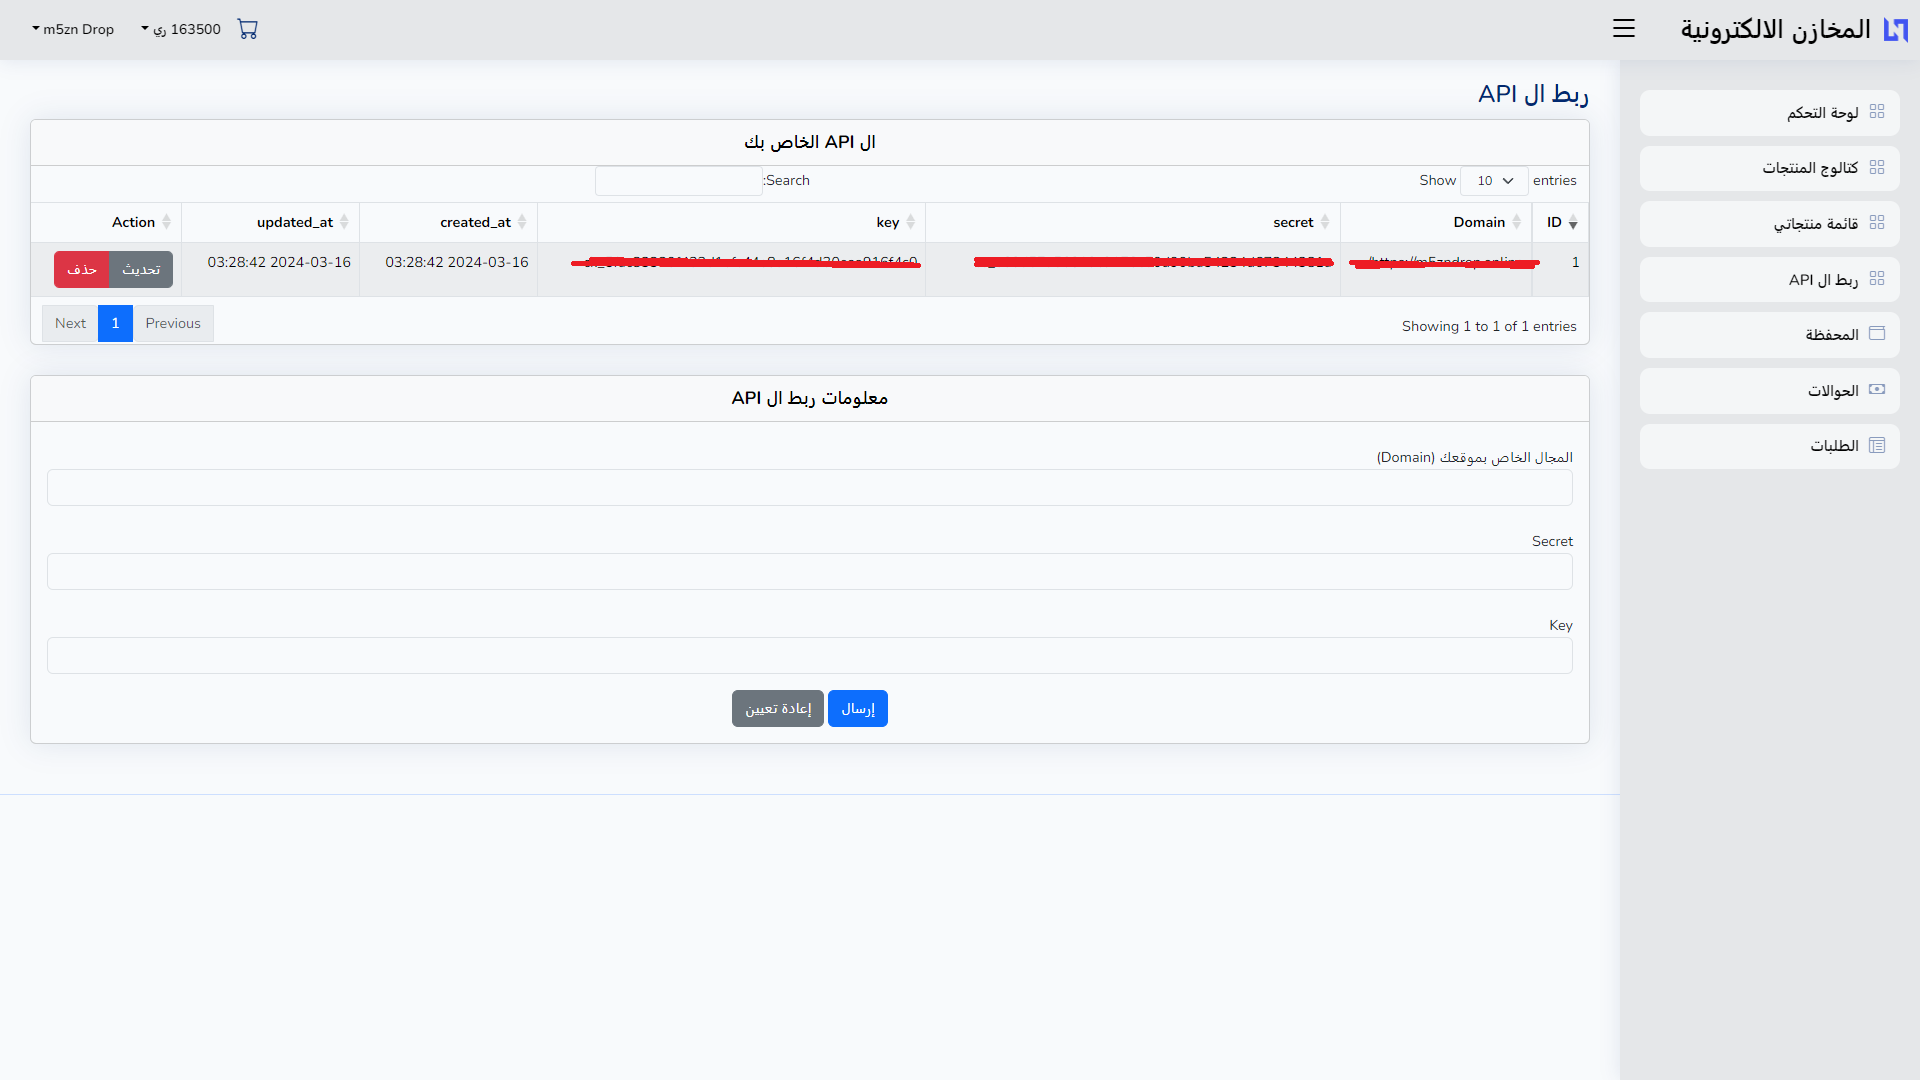 المخازن الالكترونية
163500 ري
m5zn Drop
لوحة التحكم
كتالوج المنتجات
قائمة منتجاتي
ربط ال API
المحفظة
الحوالات
الطلبات
ربط ال API
ال API الخاص بك
Show 10 entries
Search:
ID Domain secret key created_at updated_at Action
1 2024-03-16 03:28:42 2024-03-16 03:28:42 تحديث حذف
Showing 1 to 1 of 1 entries
Previous 1 Next
معلومات ربط ال API
المجال الخاص بموقعك (Domain)
Secret
Key
إرسال إعادة تعيين